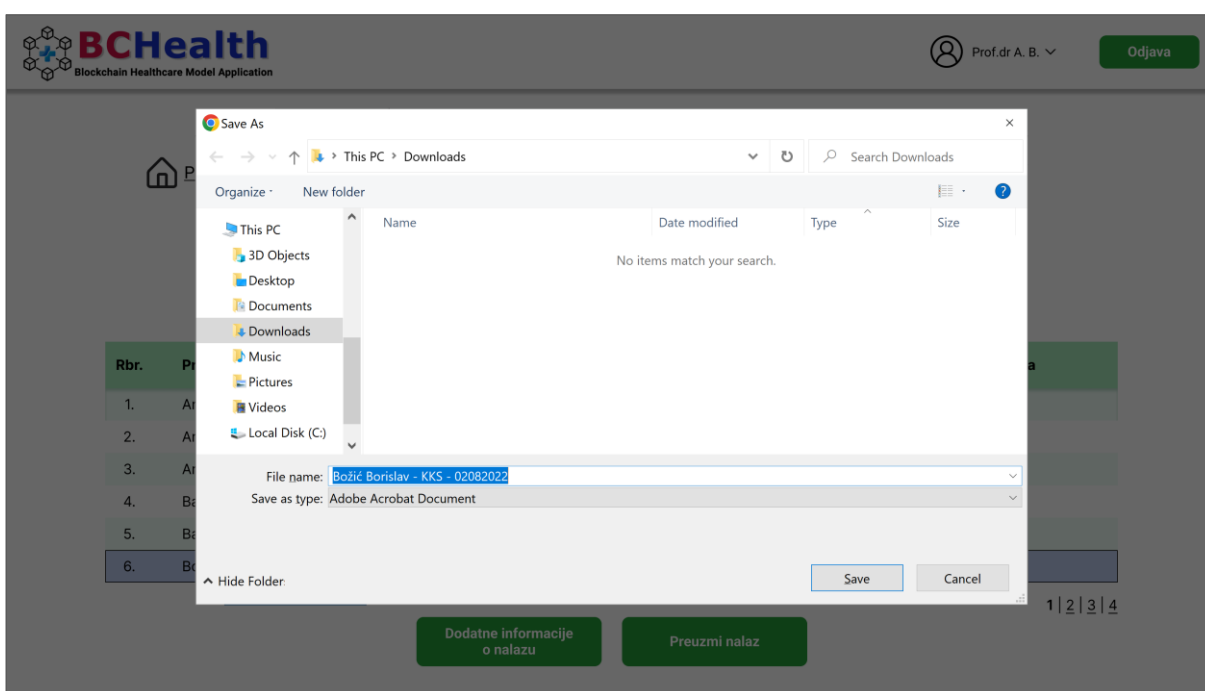 BCHealth
Blockchain Healthcare Model Application
Prof.dr A. B.
Odjava
Save As
This PC > Downloads
Search Downloads
Organize
New folder
This PC
3D Objects
Desktop
Documents
Downloads
Music
Pictures
Videos
Local Disk (C:)
Name Date modified Type Size
No items match your search.
File name: Božić Borislav - KKS - 02082022
Save as type: Adobe Acrobat Document
Hide Folder
Save
Cancel
Rbr.
1.
2.
3.
4.
5.
6.
1|2|3|4
Dodatne informacije
o nalazu
Preuzmi nalaz